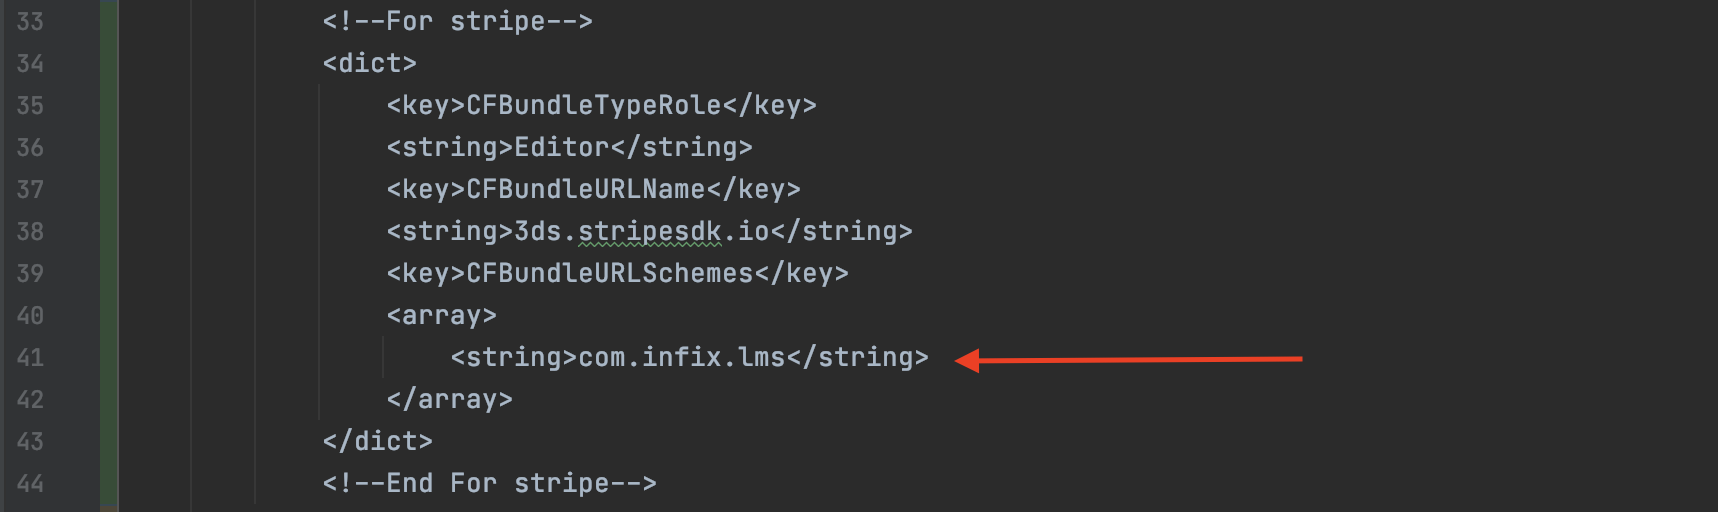 33 <!--For stripe-->
34 <dict>
35 <key>CFBundleTypeRole</key>
36 <string>Editor</string>
37 <key>CFBundleURLName</key>
38 <string>3ds.stripesdk.io</string>
39 <key>CFBundleURLSchemes</key>
40 <array>
41 <string>com.infix.lms</string>
42 </array>
43 </dict>
44 <!--End For stripe-->